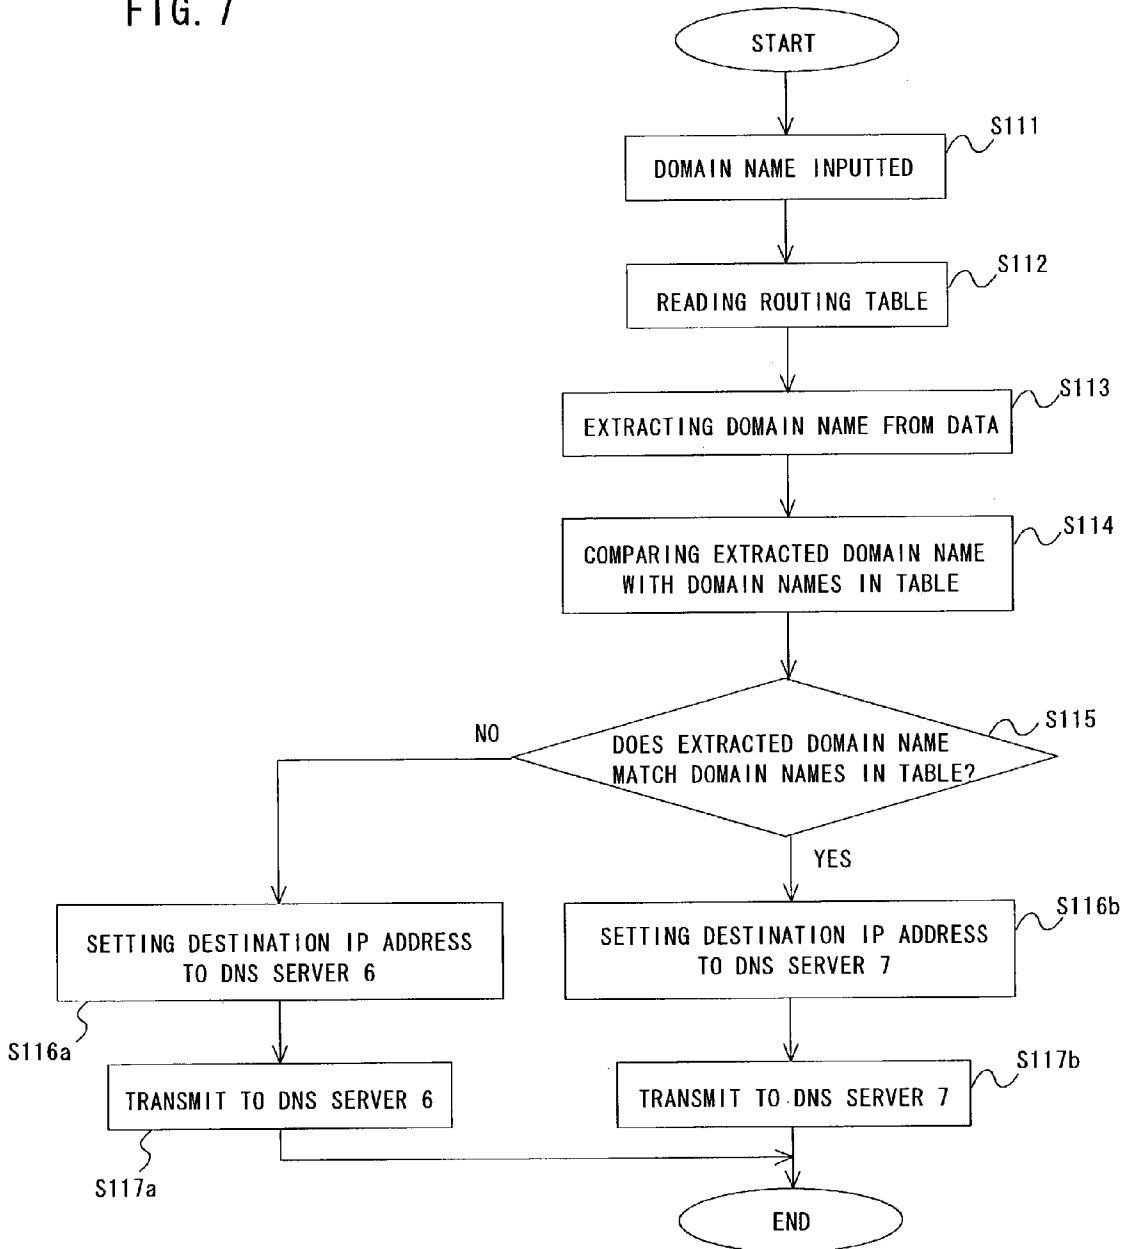 FIG. 7
START
S111
DOMAIN NAME INPUTTED
S112
READING ROUTING TABLE
S113
EXTRACTING DOMAIN NAME FROM DATA
S114
COMPARING EXTRACTED DOMAIN NAME
WITH DOMAIN NAMES IN TABLE
S115
NO
DOES EXTRACTED DOMAIN NAME
MATCH DOMAIN NAMES IN TABLE?
YES
S116b
SETTING DESTINATION IP ADDRESS
TO DNS SERVER 6
SETTING DESTINATION IP ADDRESS
TO DNS SERVER 7
S116a
S117b
TRANSMIT TO DNS SERVER 6
TRANSMIT TO DNS SERVER 7
S117a
END